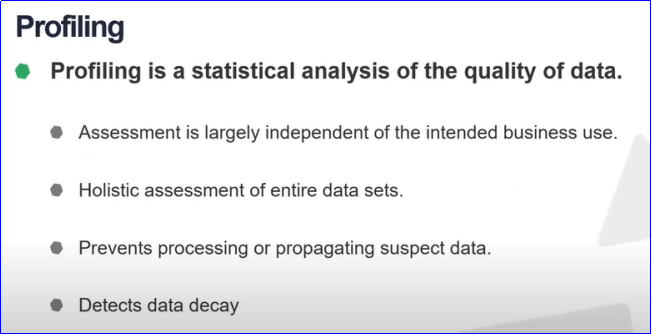 Profiling
Profiling is a statistical analysis of the quality of data.
Assessment is largely independent of the intended business use.
Holistic assessment of entire data sets.
Prevents processing or propagating suspect data.
Detects data decay